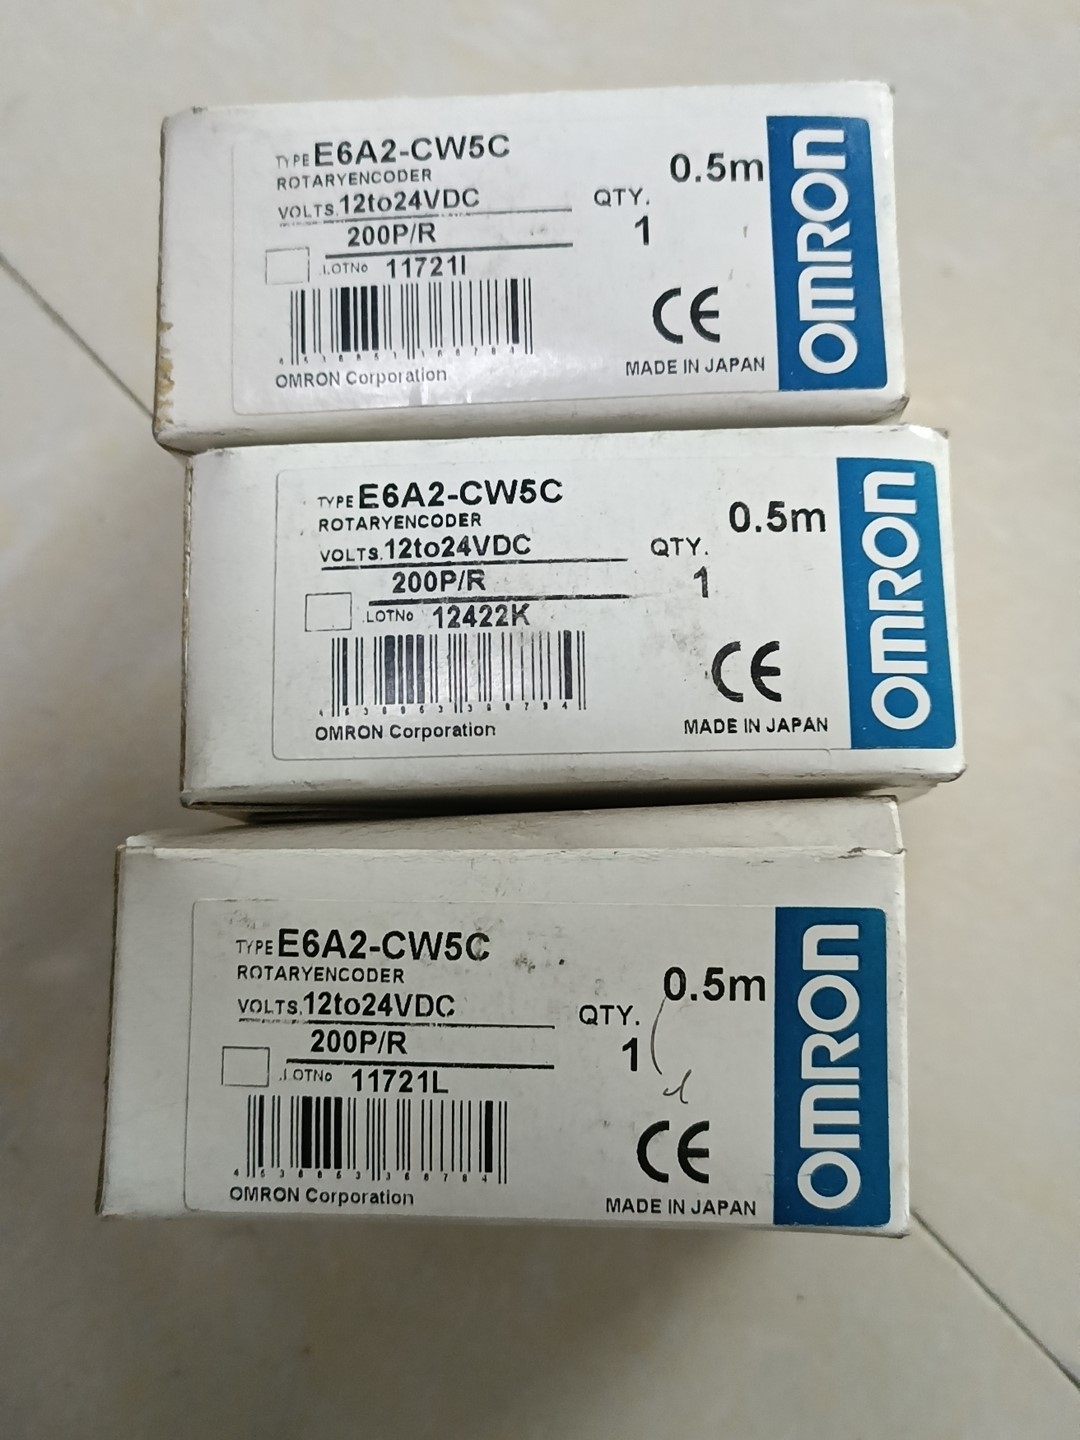 TYPE E6A2-CW5C
ROTARYENCODER
0.5m
VOLTS. 12to24VDC
QTY.
200P/R
1
LOTNo 11721I
OMRON Corporation
MADE IN JAPAN
CE
OMRON
TYPE E6A2-CW5C
ROTARYENCODER
0.5m
VOLTS. 12to24VDC
QTY.
200P/R
1
LOTNo 12422K
OMRON Corporation
MADE IN JAPAN
CE
OMRON
TYPE E6A2-CW5C
ROTARYENCODER
0.5m
VOLTS. 12to24VDC
QTY.
200P/R
1
LOTNo 11721L
OMRON Corporation
MADE IN JAPAN
CE
OMRON